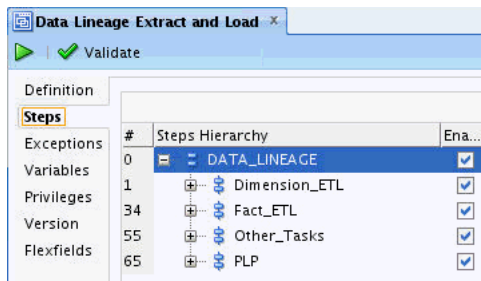 Data Lineage Extract and Load x
Validate
Definition
Steps
Exceptions
Variables
Privileges
Version
Flexfields
# Steps Hierarchy Ena...
0 DATA_LINEAGE
1 Dimension_ETL
34 Fact_ETL
55 Other_Tasks
65 PLP